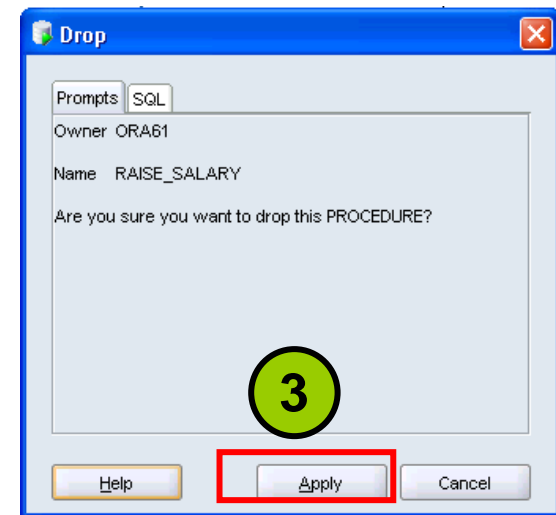 Drop
Prompts SQL
Owner ORA61
Name RAISE_SALARY
Are you sure you want to drop this PROCEDURE?
3
Help Apply Cancel